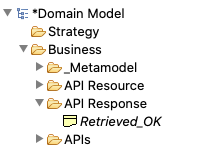 *Domain Model
Strategy
Business
_Metamodel
API Resource
API Response
Retrieved_OK
APIs